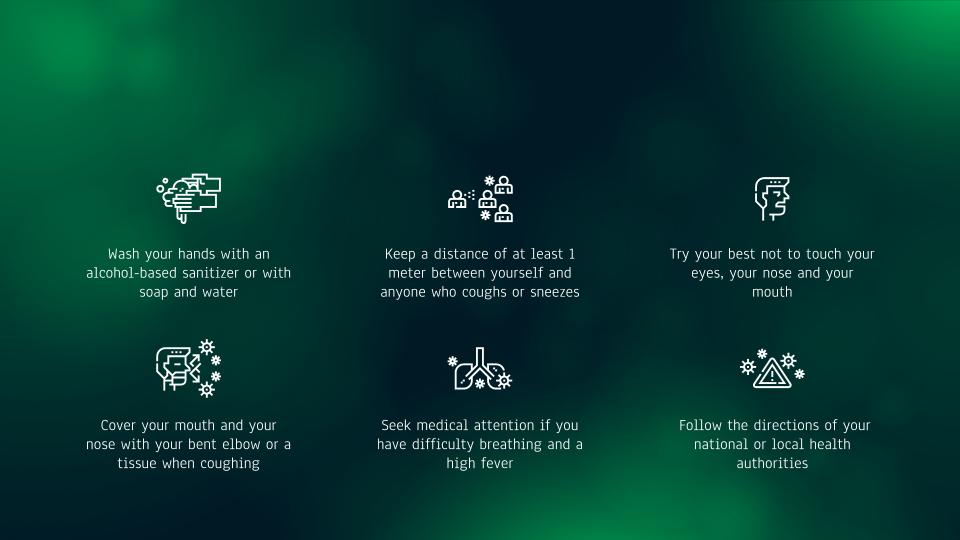 Wash your hands with an
alcohol-based sanitizer or with
soap and water
Keep a distance of at least 1
meter between yourself and
anyone who coughs or sneezes
Try your best not to touch your
eyes, your nose and your
mouth
Cover your mouth and your
nose with your bent elbow or a
tissue when coughing
Seek medical attention if you
have difficulty breathing and a
high fever
Follow the directions of your
national or local health
authorities